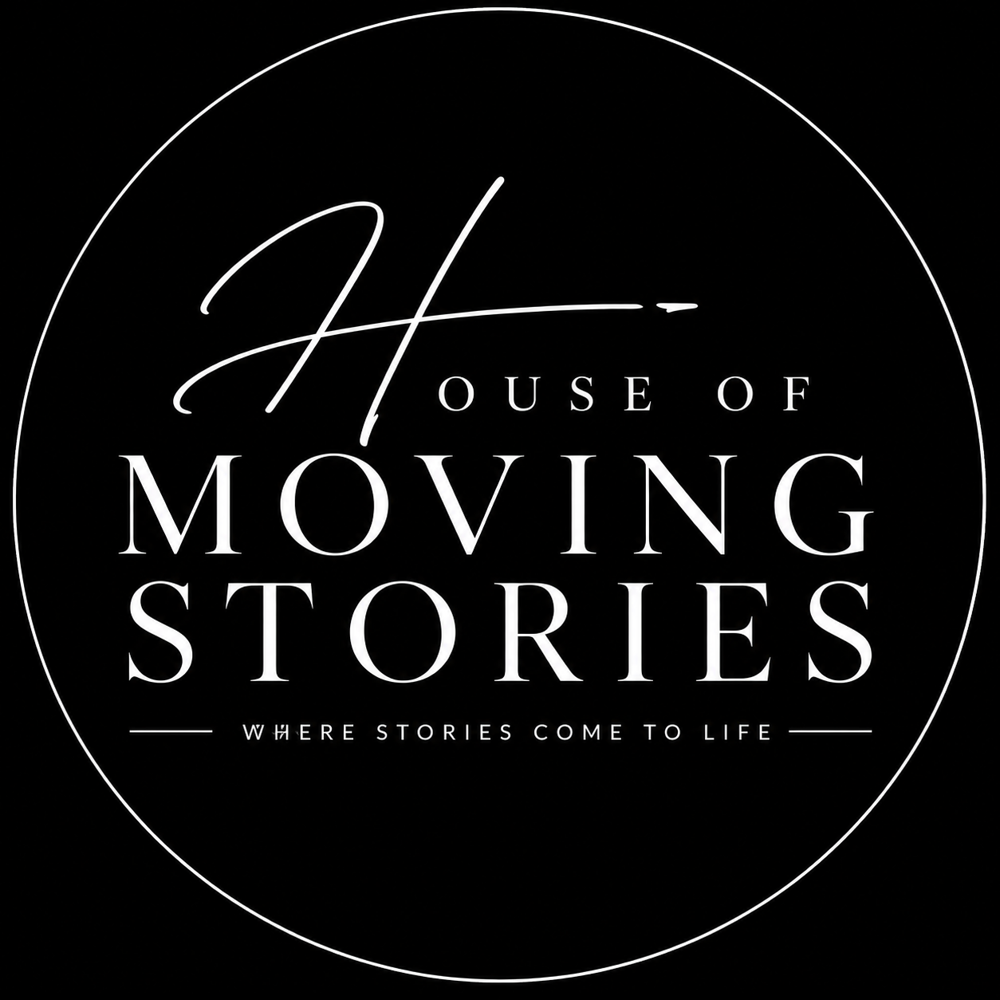 HOUSE OF
MOVING
STORIES
WHERE STORIES COME TO LIFE